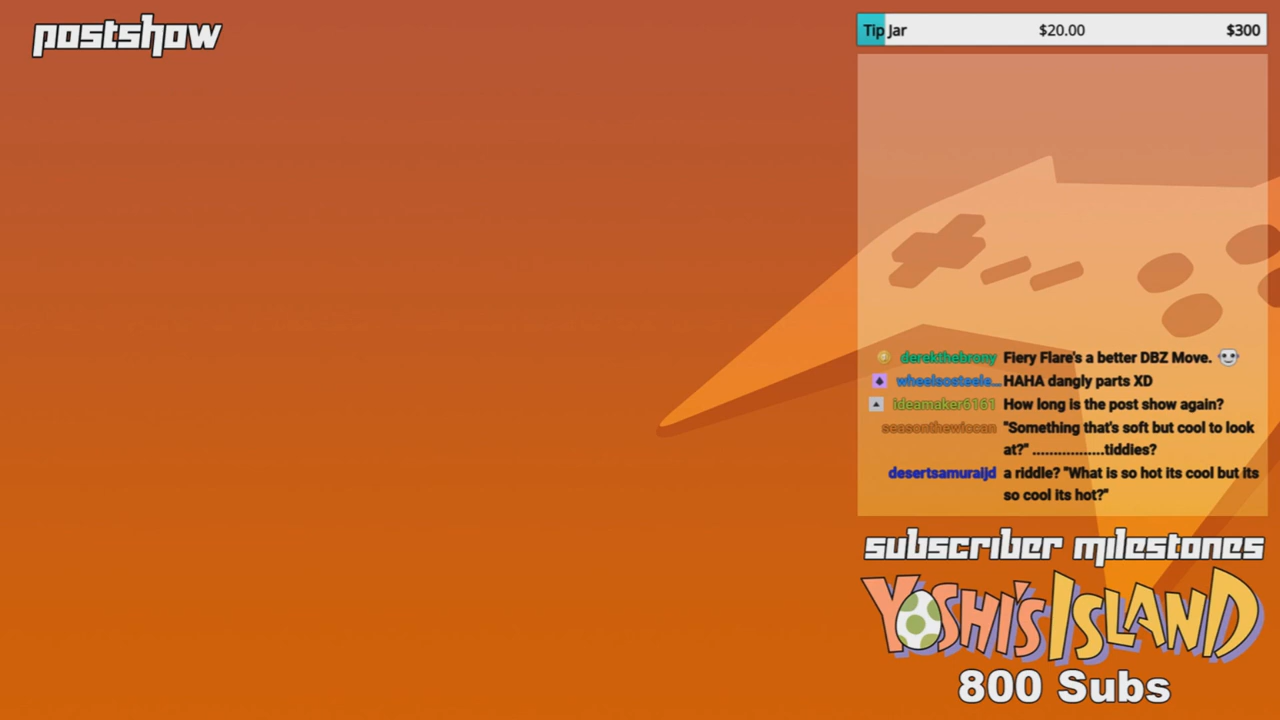 postshow
Tip Jar $20.00 $300
derekthebrony Fiery Flare's a better DBZ Move.
wheelsosteele... HAHA dangly parts XD
ideamaker6161 How long is the post show again?
seasonthewiccan "Something that's soft but cool to look
at?" ..................tiddies?
desertsamuraijd a riddle? "What is so hot its cool but its
so cool its hot?"
subscriber milestones
YOSHI'S ISLAND
800 Subs